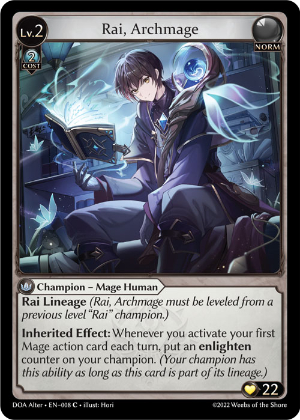 Lv.2
Rai, Archmage
NORM
2
COST
Champion – Mage Human
Rai Lineage (Rai, Archmage must be leveled from a
previous level “Rai” champion.)
Inherited Effect: Whenever you activate your first
Mage action card each turn, put an enlighten
counter on your champion. (Your champion has
this ability as long as this card is part of its lineage.)
22
DOA Alter • EN-018 C • illust: Hori
©2022 Weebs of the Shore